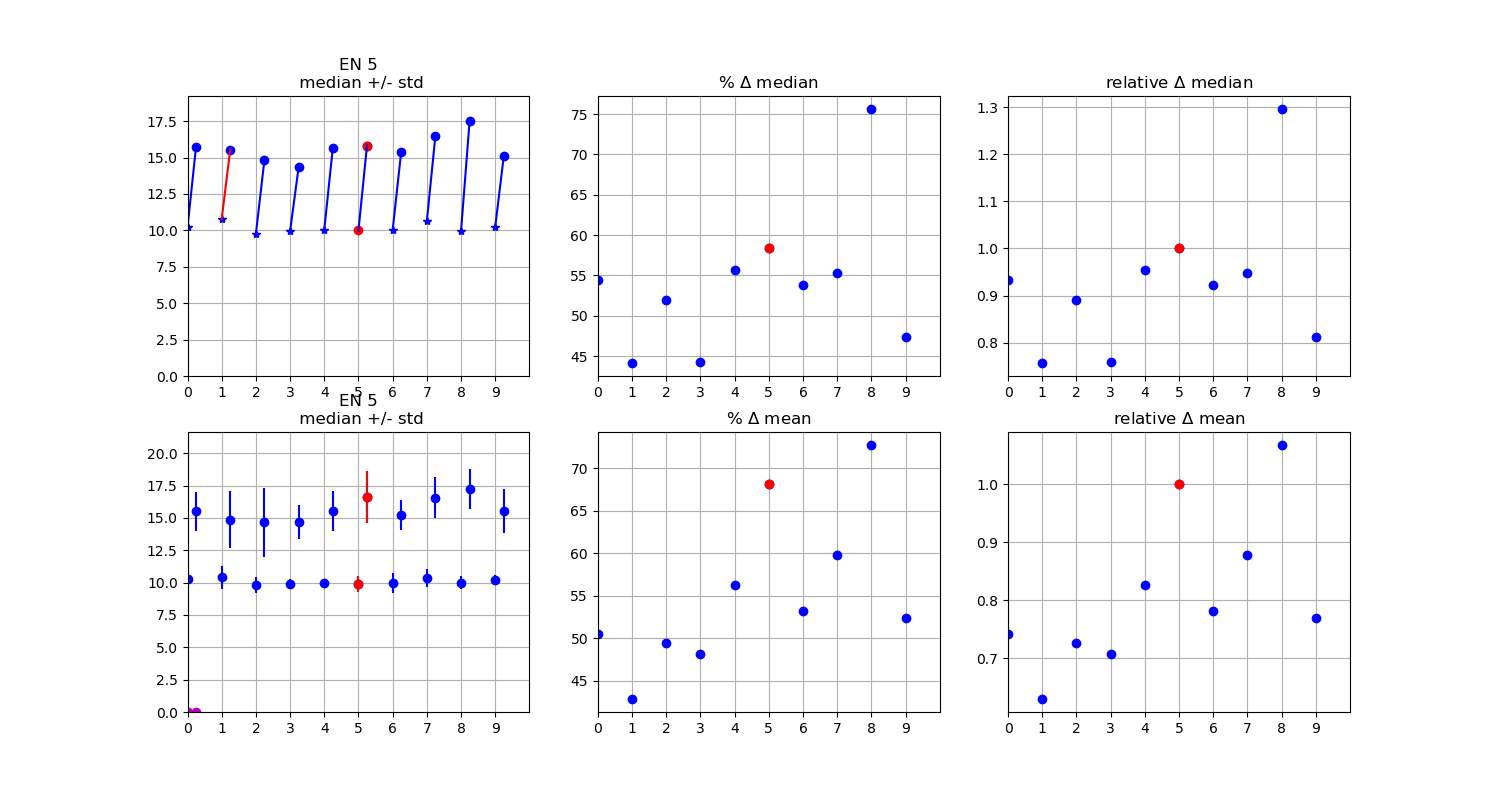 EN 5
median +/- std
% Δ median
relative Δ median
17.5
15.0
12.5
10.0
7.5
5.0
2.5
0.0
0 1 2 3 4 5 6 7 8 9
75
70
65
60
55
50
45
0 1 2 3 4 5 6 7 8 9
1.3
1.2
1.1
1.0
0.9
0.8
0 1 2 3 4 5 6 7 8 9
EN 5
median +/- std
% Δ mean
relative Δ mean
20.0
17.5
15.0
12.5
10.0
7.5
5.0
2.5
0.0
0 1 2 3 4 5 6 7 8 9
70
65
60
55
50
45
0 1 2 3 4 5 6 7 8 9
1.0
0.9
0.8
0.7
0 1 2 3 4 5 6 7 8 9